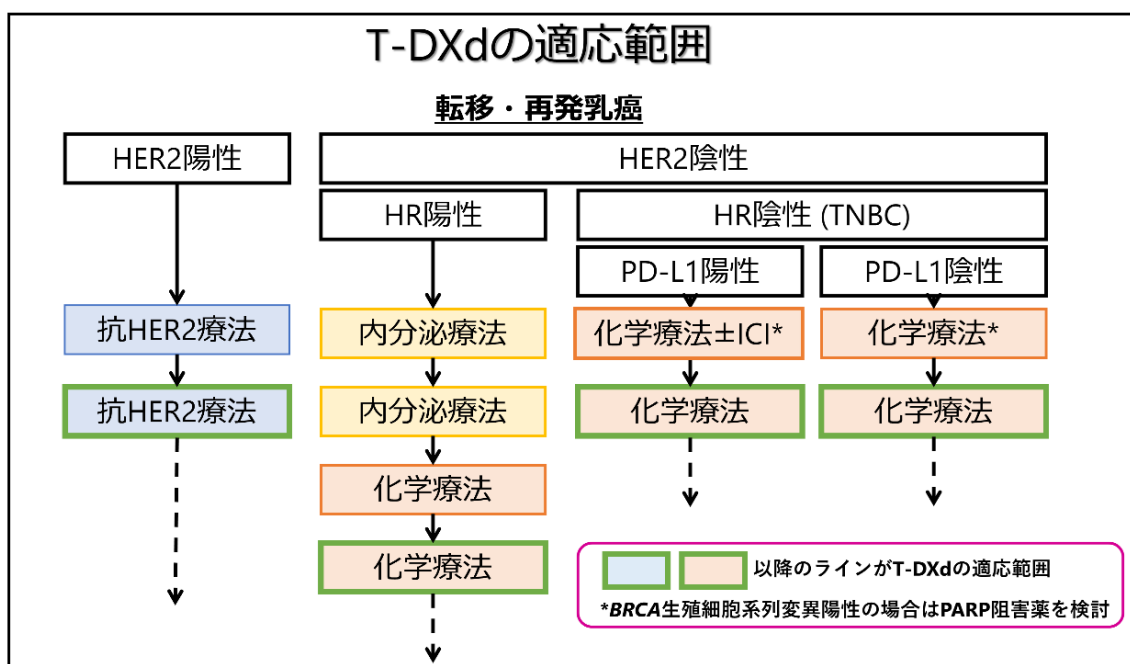 T-DXdの適応範囲
転移・再発乳癌
HER2陽性
HER2陰性
HR陽性
HR陰性 (TNBC)
PD-L1陽性
PD-L1陰性
抗HER2療法
内分泌療法
化学療法±ICI*
化学療法*
抗HER2療法
内分泌療法
化学療法
化学療法
化学療法
化学療法
以降のラインがT-DXdの適応範囲
*BRCA生殖細胞系列変異陽性の場合はPARP阻害薬を検討